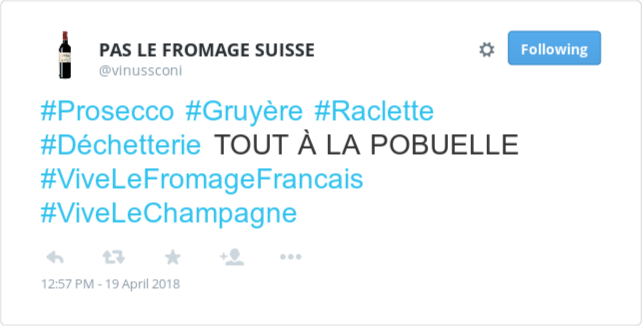 PAS LE FROMAGE SUISSE
Following
@vinussconi
#Prosecco #Gruyère #Raclette
#Déchetterie TOUT À LA POBUELLE
#ViveLeFromageFrancais
#ViveLeChampagne
12:57 PM - 19 April 2018